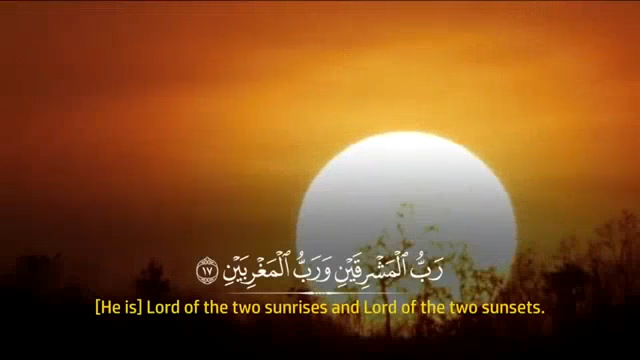 رَبُّ ٱلْمَشْرِقَيْنِ وَرَبُّ ٱلْمَغْرِبَيْنِ ١٧
[He is] Lord of the two sunrises and Lord of the two sunsets.